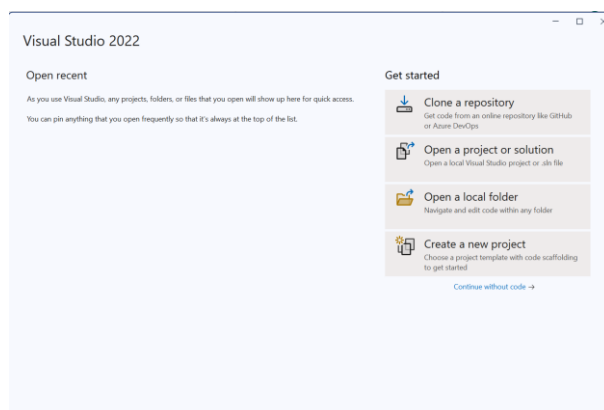 Visual Studio 2022
Open recent
As you use Visual Studio, any projects, folders, or files that you open will show up here for quick access.
You can pin anything that you open frequently so that it's always at the top of the list.
Get started
Clone a repository
Get code from an online repository like GitHub
or Azure DevOps
Open a project or solution
Open a local Visual Studio project or .sln file
Open a local folder
Navigate and edit code within any folder
Create a new project
Choose a project template with code scaffolding
to get started
Continue without code →